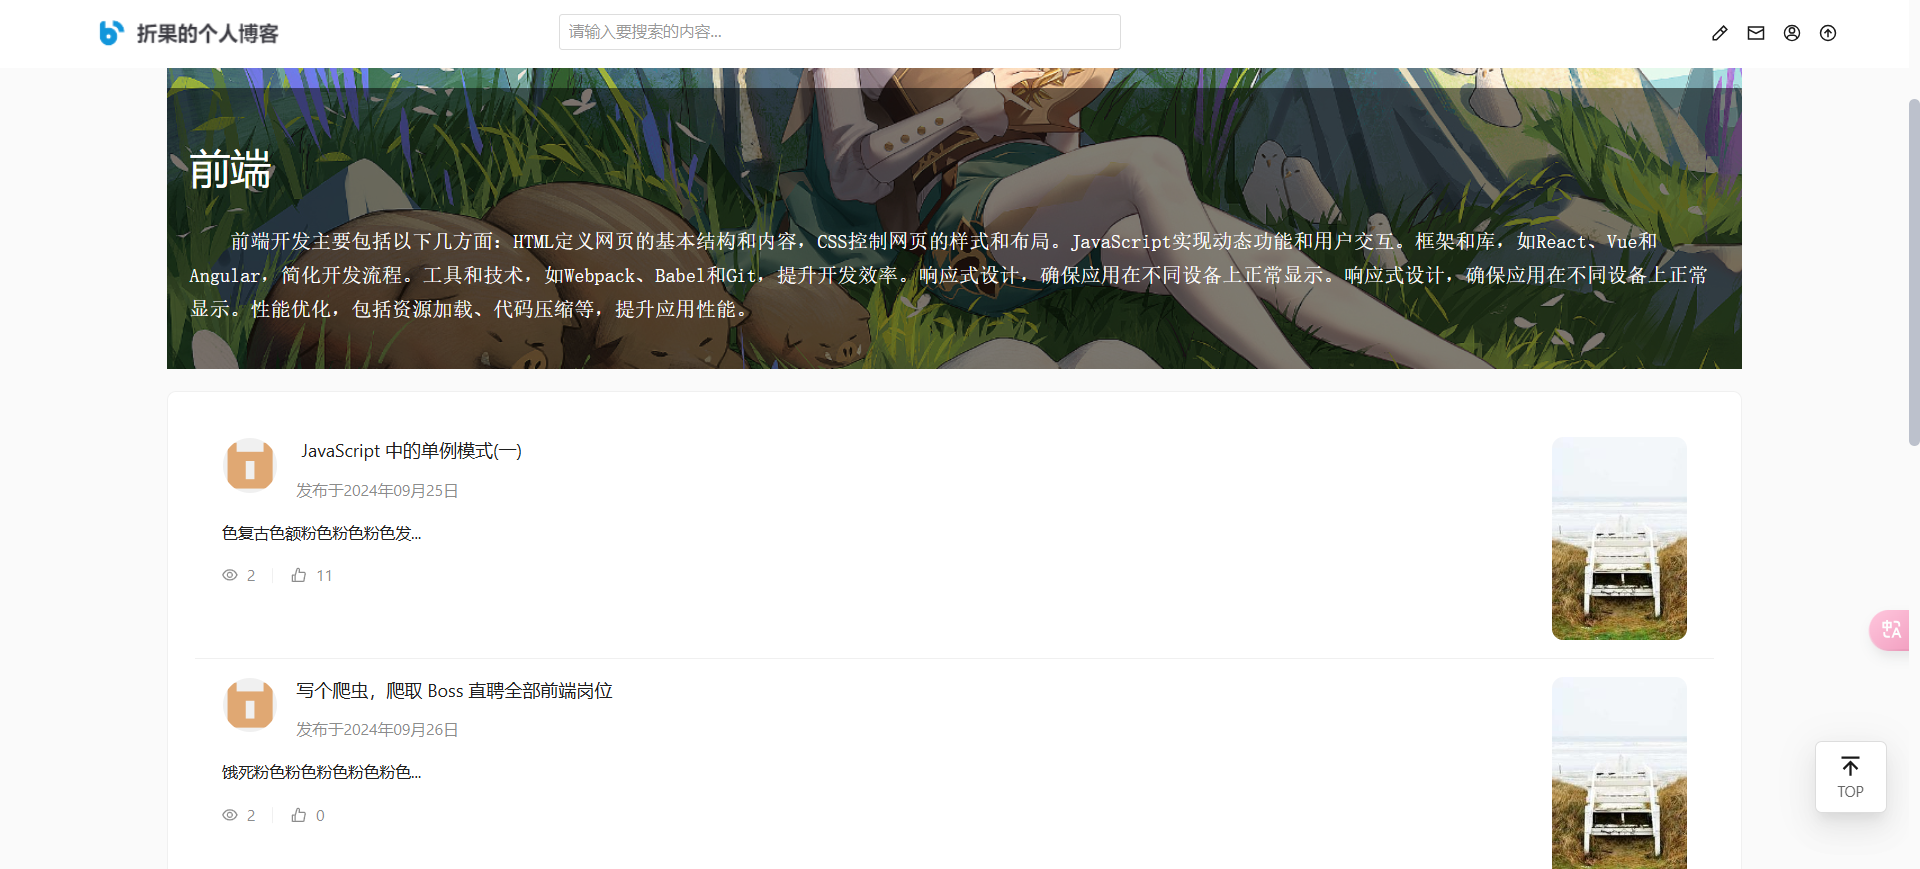 折果的个人博客
请输入要搜索的内容...
前端
前端开发主要包括以下几方面：HTML定义网页的基本结构和内容，CSS控制网页的样式和布局。JavaScript实现动态功能和用户交互。框架和库，如React、Vue和
Angular，简化开发流程。工具和技术，如Webpack、Babel和Git，提升开发效率。响应式设计，确保应用在不同设备上正常显示。响应式设计，确保应用在不同设备上正常
显示。性能优化，包括资源加载、代码压缩等，提升应用性能。
JavaScript 中的单例模式(一)
发布于2024年09月25日
色复古色额粉色粉色粉色发...
2
11
写个爬虫，爬取 Boss 直聘全部前端岗位
发布于2024年09月26日
饿死粉色粉色粉色粉色粉色...
2
0
中A
TOP